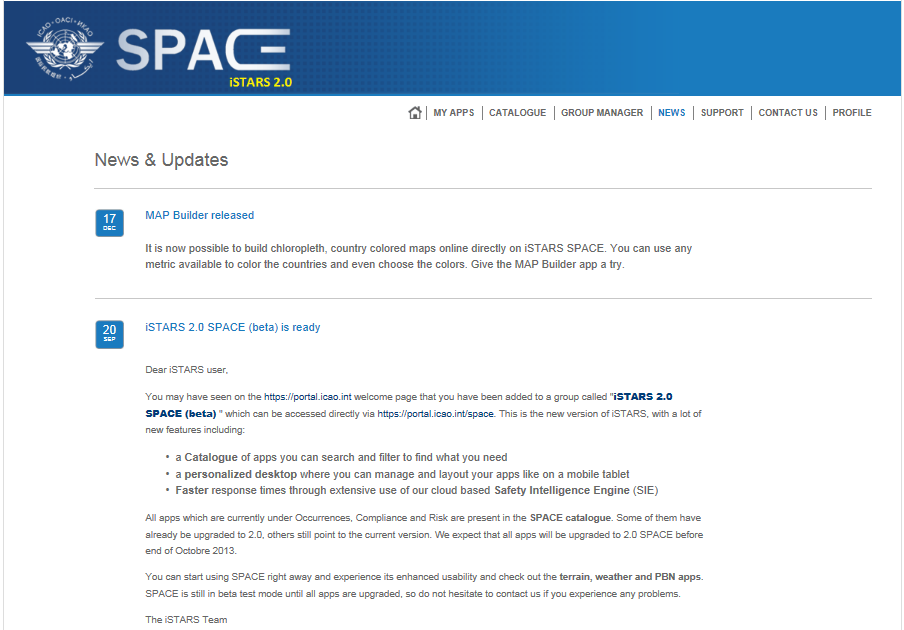 ICAO · OACI · ИКАО
SPACE
iSTARS 2.0
MY APPS | CATALOGUE | GROUP MANAGER | NEWS | SUPPORT | CONTACT US | PROFILE
News & Updates
17
DEC
MAP Builder released
It is now possible to build chloropleth, country colored maps online directly on iSTARS SPACE. You can use any
metric available to color the countries and even choose the colors. Give the MAP Builder app a try.
20
SEP
iSTARS 2.0 SPACE (beta) is ready
Dear iSTARS user,
You may have seen on the https://portal.icao.int welcome page that you have been added to a group called "iSTARS 2.0
SPACE (beta) " which can be accessed directly via https://portal.icao.int/space. This is the new version of iSTARS, with a lot of
new features including:
• a Catalogue of apps you can search and filter to find what you need
• a personalized desktop where you can manage and layout your apps like on a mobile tablet
• Faster response times through extensive use of our cloud based Safety Intelligence Engine (SIE)
All apps which are currently under Occurrences, Compliance and Risk are present in the SPACE catalogue. Some of them have
already be upgraded to 2.0, others still point to the current version. We expect that all apps will be upgraded to 2.0 SPACE before
end of Octobre 2013.
You can start using SPACE right away and experience its enhanced usability and check out the terrain, weather and PBN apps.
SPACE is still in beta test mode until all apps are upgraded, so do not hesitate to contact us if you experience any problems.
The iSTARS Team